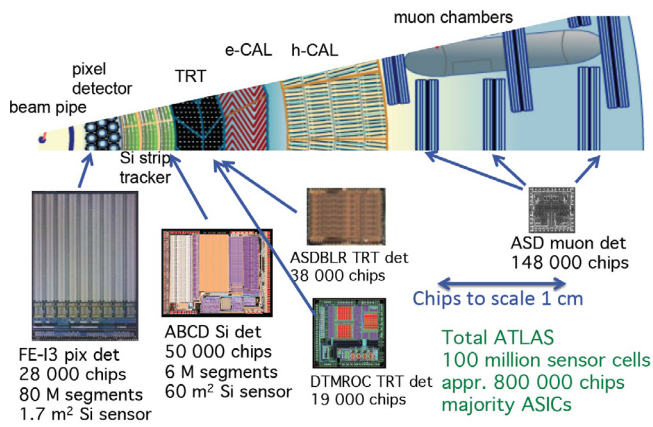 muon chambers
e-CAL
h-CAL
TRT
pixel
detector
beam pipe
Si strip
tracker
FE-I3 pix det
28 000 chips
80 M segments
1.7 m² Si sensor
ABCD Si det
50 000 chips
6 M segments
60 m² Si sensor
ASDBLR TRT det
38 000 chips
DTMROC TRT det
19 000 chips
ASD muon det
148 000 chips
Chips to scale 1 cm
Total ATLAS
100 million sensor cells
appr. 800 000 chips
majority ASICs